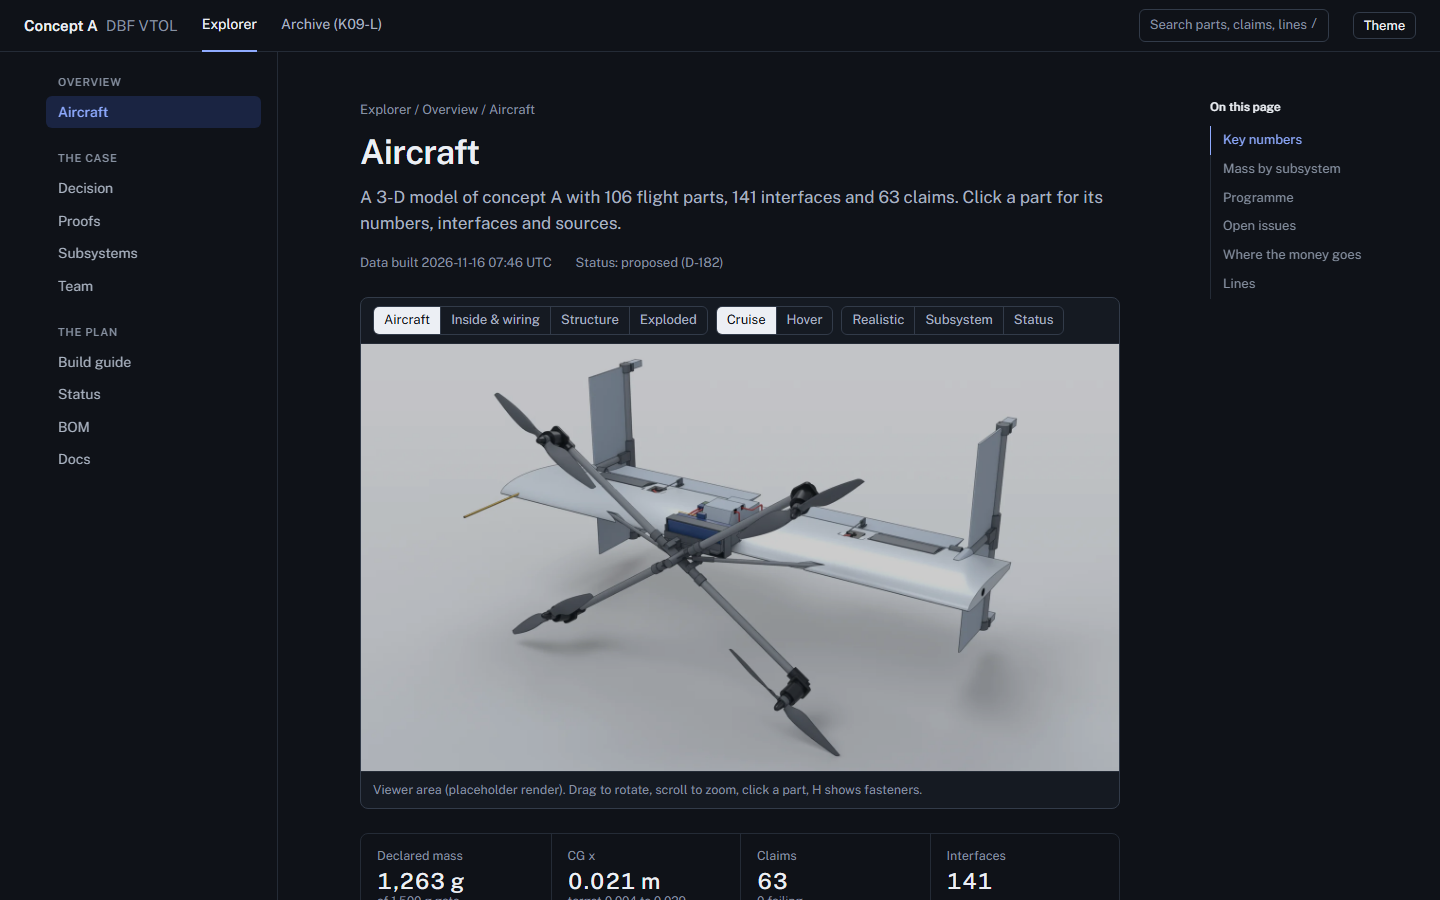 Concept A DBF VTOL Explorer Archive (K09-L) Search parts, claims, lines / Theme
OVERVIEW
Aircraft
THE CASE
Decision
Proofs
Subsystems
Team
THE PLAN
Build guide
Status
BOM
Docs
Explorer / Overview / Aircraft
Aircraft
A 3-D model of concept A with 106 flight parts, 141 interfaces and 63 claims. Click a part for its
numbers, interfaces and sources.
Data built 2026-11-16 07:46 UTC Status: proposed (D-182)
Aircraft Inside & wiring Structure Exploded Cruise Hover Realistic Subsystem Status
Viewer area (placeholder render). Drag to rotate, scroll to zoom, click a part, H shows fasteners.
Declared mass
1,263 g
CG x
0.021 m
Claims
63
Interfaces
141
On this page
Key numbers
Mass by subsystem
Programme
Open issues
Where the money goes
Lines